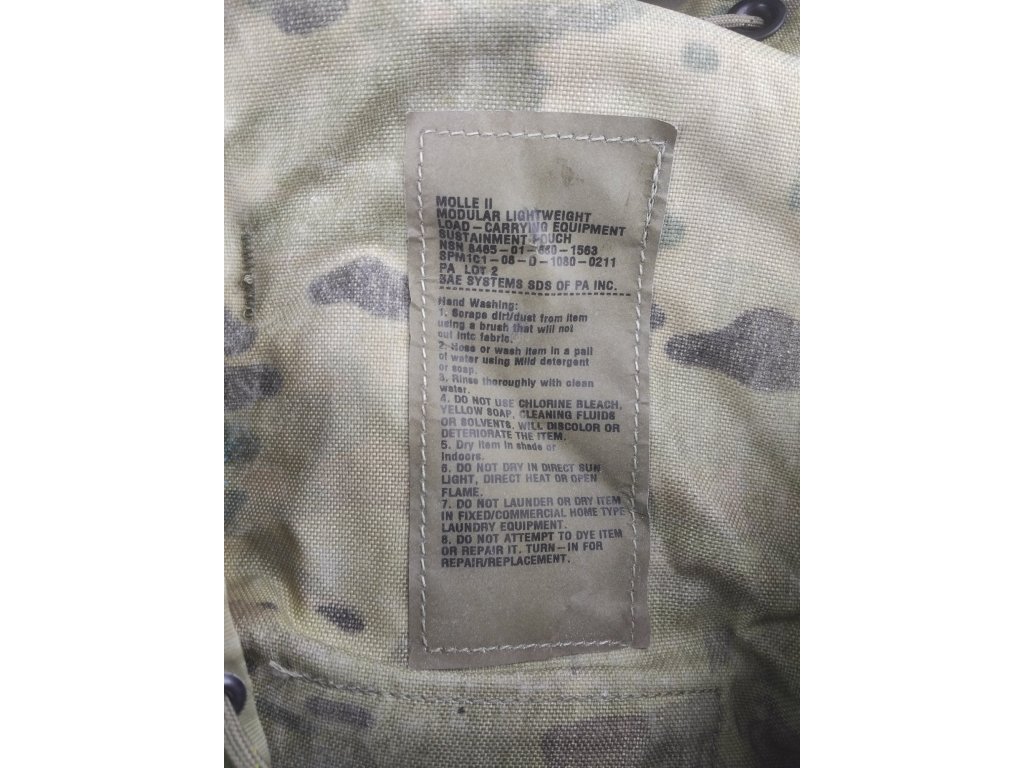 MOLLE II
MODULAR LIGHTWEIGHT
LOAD-CARRYING EQUIPMENT
SUSTAINMENT POUCH
NSN 8465-01-580-1563
SPM1C1-08-D-1080-0211
PA LOT 2
BAE SYSTEMS SDS OF PA INC.
Hand Washing:
1. Scrape dirt/dust from item
using a brush that will not
cut into fabric.
2. Hose or wash item in a pail
of water using Mild detergent
or soap.
3. Rinse thoroughly with clean
water.
4. DO NOT USE CHLORINE BLEACH,
YELLOW SOAP, CLEANING FLUIDS
OR SOLVENTS. WILL DISCOLOR OR
DETERIORATE THE ITEM.
5. Dry item in shade or
indoors.
6. DO NOT DRY IN DIRECT SUN
LIGHT, DIRECT HEAT OR OPEN
FLAME.
7. DO NOT LAUNDER OR DRY ITEM
IN FIXED/COMMERCIAL HOME TYPE
LAUNDRY EQUIPMENT.
8. DO NOT ATTEMPT TO DYE ITEM
OR REPAIR IT. TURN-IN FOR
REPAIR/REPLACEMENT.